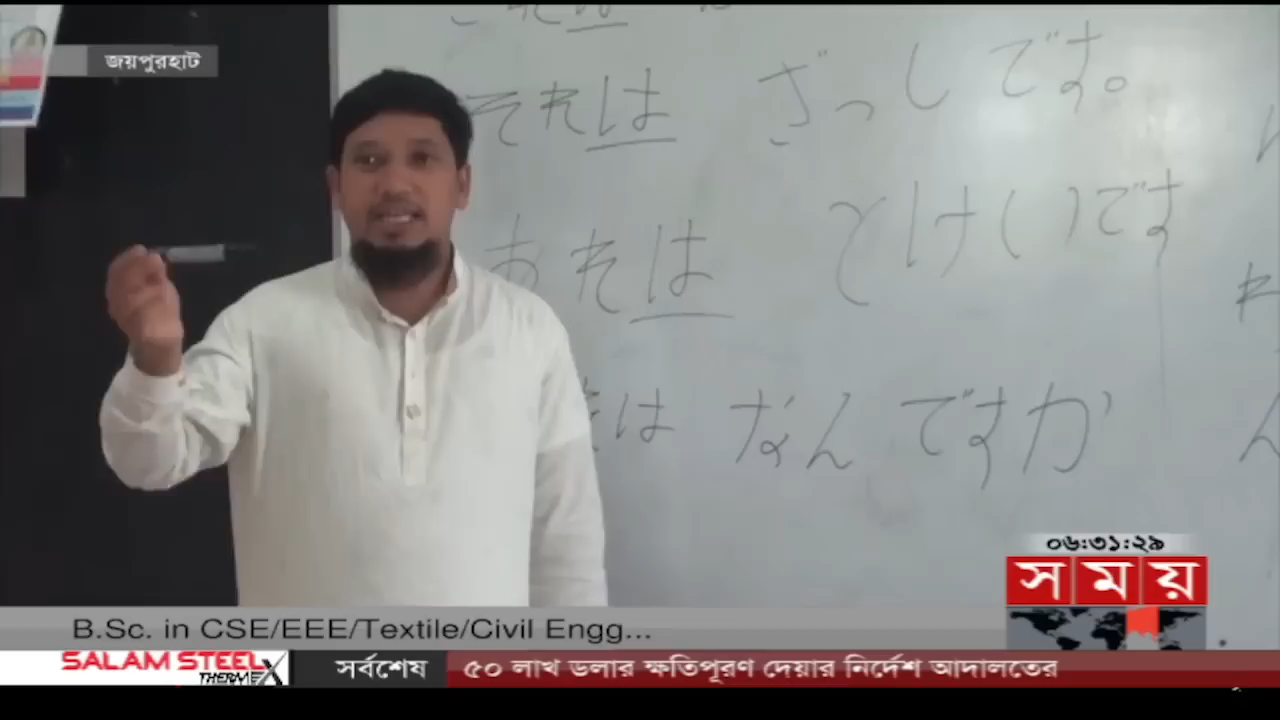 জয়পুরহাট
それは ざっしです。
あれは とけいです
は なんですか
০৬:৩১:২৯
সময়
B.Sc. in CSE/EEE/Textile/Civil Engg...
SALAM STEEL
THERMEX
সর্বশেষ ৫০ লাখ ডলার ক্ষতিপূরণ দেয়ার নির্দেশ আদালতের